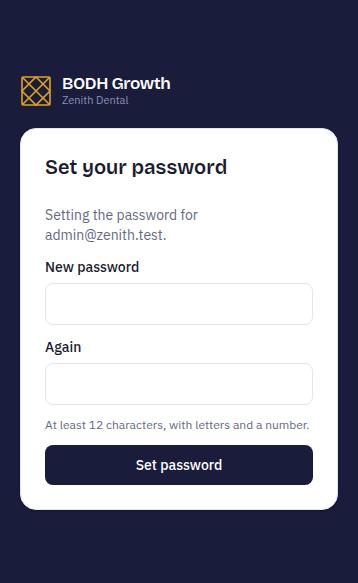 BODH Growth
Zenith Dental
Set your password
Setting the password for
admin@zenith.test.
New password
Again
At least 12 characters, with letters and a number.
Set password